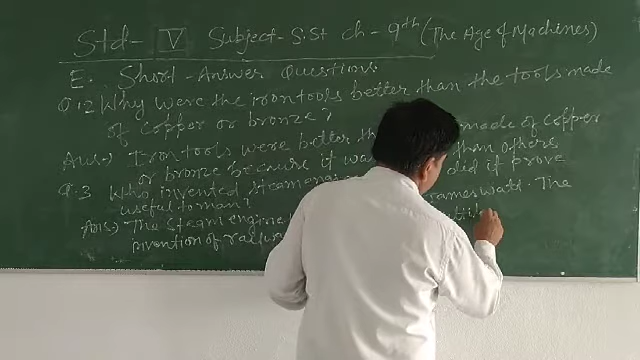 Std- V Subject- S.St ch- 9th (The Age of Machines)
E. Short-Answer Questions
Q.2 Why were the iron tools better than the tools made
of copper or bronze?
Ans-) Iron tools were better made of copper
or bronze because it was than others
Q.3 Who invented steam did it prove
useful to man?
Ans) The steam engine James Watt. The
invention of